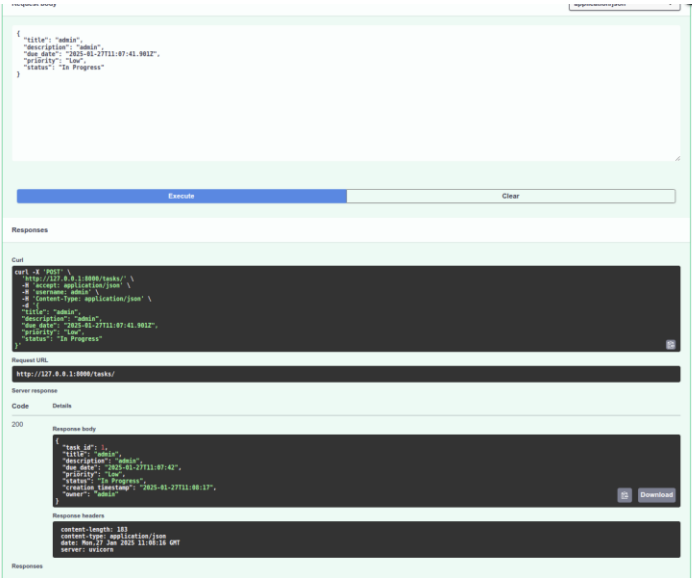 Request body
application/json
{
"title": "admin",
"description": "admin",
"due_date": "2025-01-27T11:07:41.901Z",
"priority": "Low",
"status": "In Progress"
}
Execute
Clear
Responses
Curl
curl -X 'POST' \
'http://127.0.0.1:8000/tasks/' \
-H 'accept: application/json' \
-H 'username: admin' \
-H 'Content-Type: application/json' \
-d '{
"title": "admin",
"description": "admin",
"due_date": "2025-01-27T11:07:41.901Z",
"priority": "Low",
"status": "In Progress"
}'
Request URL
http://127.0.0.1:8000/tasks/
Server response
Code Details
200
Response body
{
"task_id": 1,
"title": "admin",
"description": "admin",
"due_date": "2025-01-27T11:07:42",
"priority": "Low",
"status": "In Progress",
"creation_timestamp": "2025-01-27T11:08:17",
"owner": "admin"
}
Download
Response headers
content-length: 183
content-type: application/json
date: Mon,27 Jan 2025 11:08:16 GMT
server: uvicorn
Responses